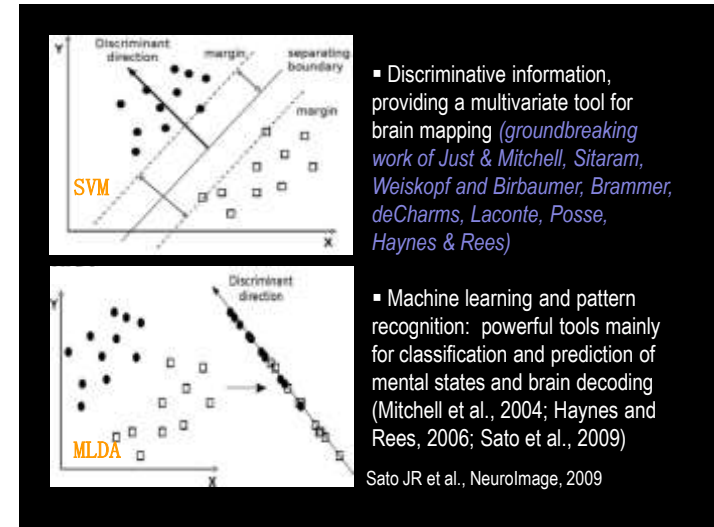 Y
Discriminant
direction
margin
separating
boundary
margin
SVM
X
▪ Discriminative information,
providing a multivariate tool for
brain mapping (groundbreaking
work of Just & Mitchell, Sitaram,
Weiskopf and Birbaumer, Brammer,
deCharms, Laconte, Posse,
Haynes & Rees)
Y
Discriminant
direction
MLDA
X
▪ Machine learning and pattern
recognition: powerful tools mainly
for classification and prediction of
mental states and brain decoding
(Mitchell et al., 2004; Haynes and
Rees, 2006; Sato et al., 2009)
Sato JR et al., NeuroImage, 2009